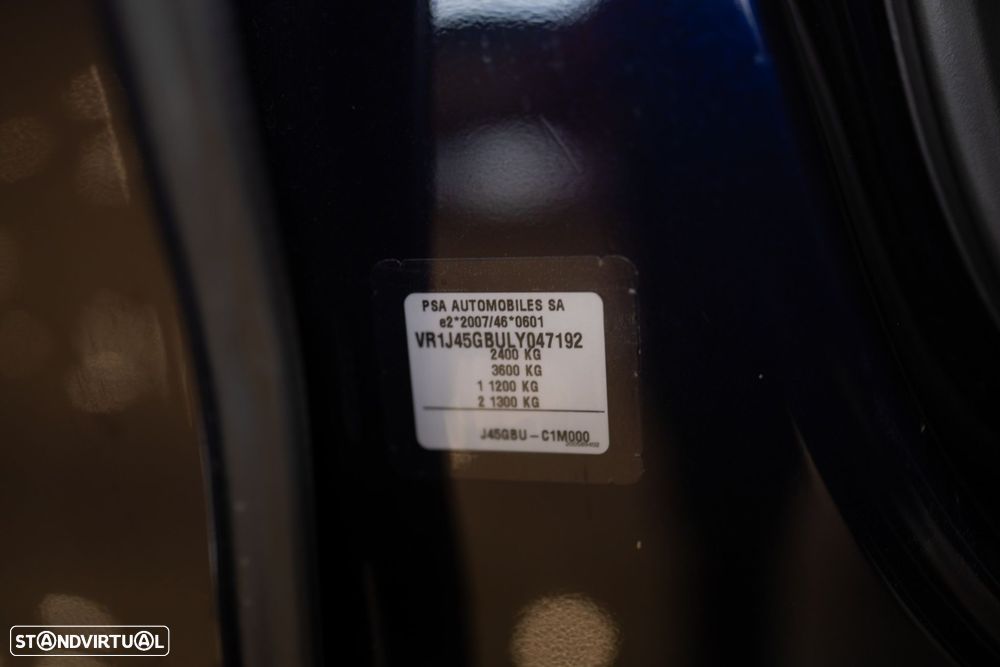 PSA AUTOMOBILES SA
e2*2007/46*0601
VR1J45GBULY047192
2400 KG
3600 KG
1 1200 KG
2 1300 KG
J45GBU - C1M000
STANDVIRTUAL